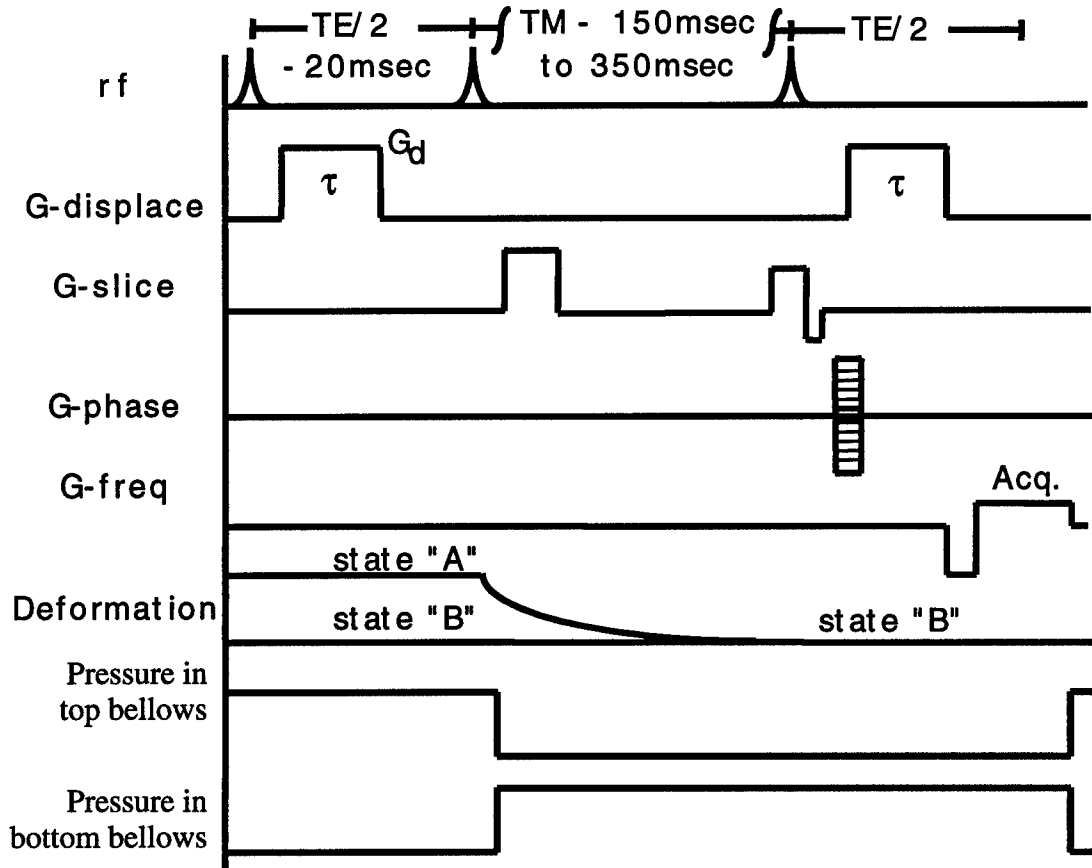 TE/2 TM - 150msec TE/2
- 20msec to 350msec
rf
Gd
τ τ
G-displace
G-slice
G-phase
G-freq
Acq.
state "A"
Deformation
state "B" state "B"
Pressure in
top bellows
Pressure in
bottom bellows